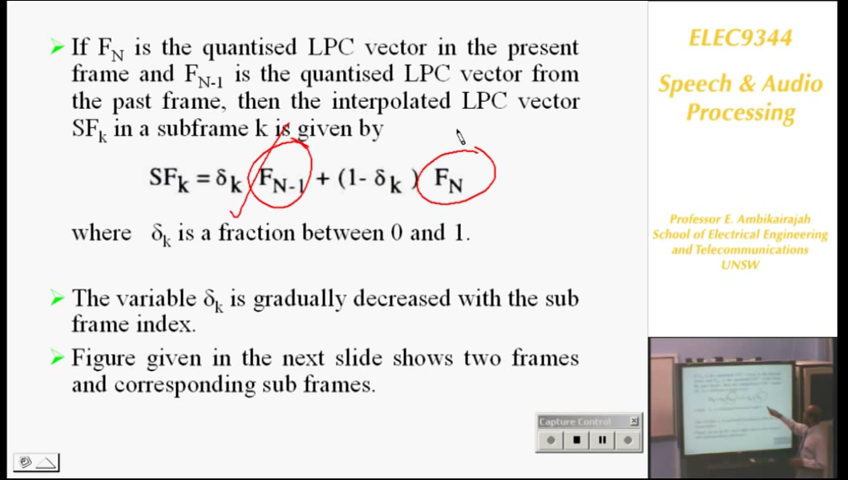 If F_N is the quantised LPC vector in the present
frame and F_N-1 is the quantised LPC vector from
the past frame, then the interpolated LPC vector
SF_k in a subframe k is given by
SF_k = δ_k F_N-1 + (1- δ_k ) F_N
where δ_k is a fraction between 0 and 1.
The variable δ_k is gradually decreased with the sub
frame index.
Figure given in the next slide shows two frames
and corresponding sub frames.
Capture Control
ELEC9344
Speech & Audio
Processing
Professor E. Ambikairajah
School of Electrical Engineering
and Telecommunications
UNSW